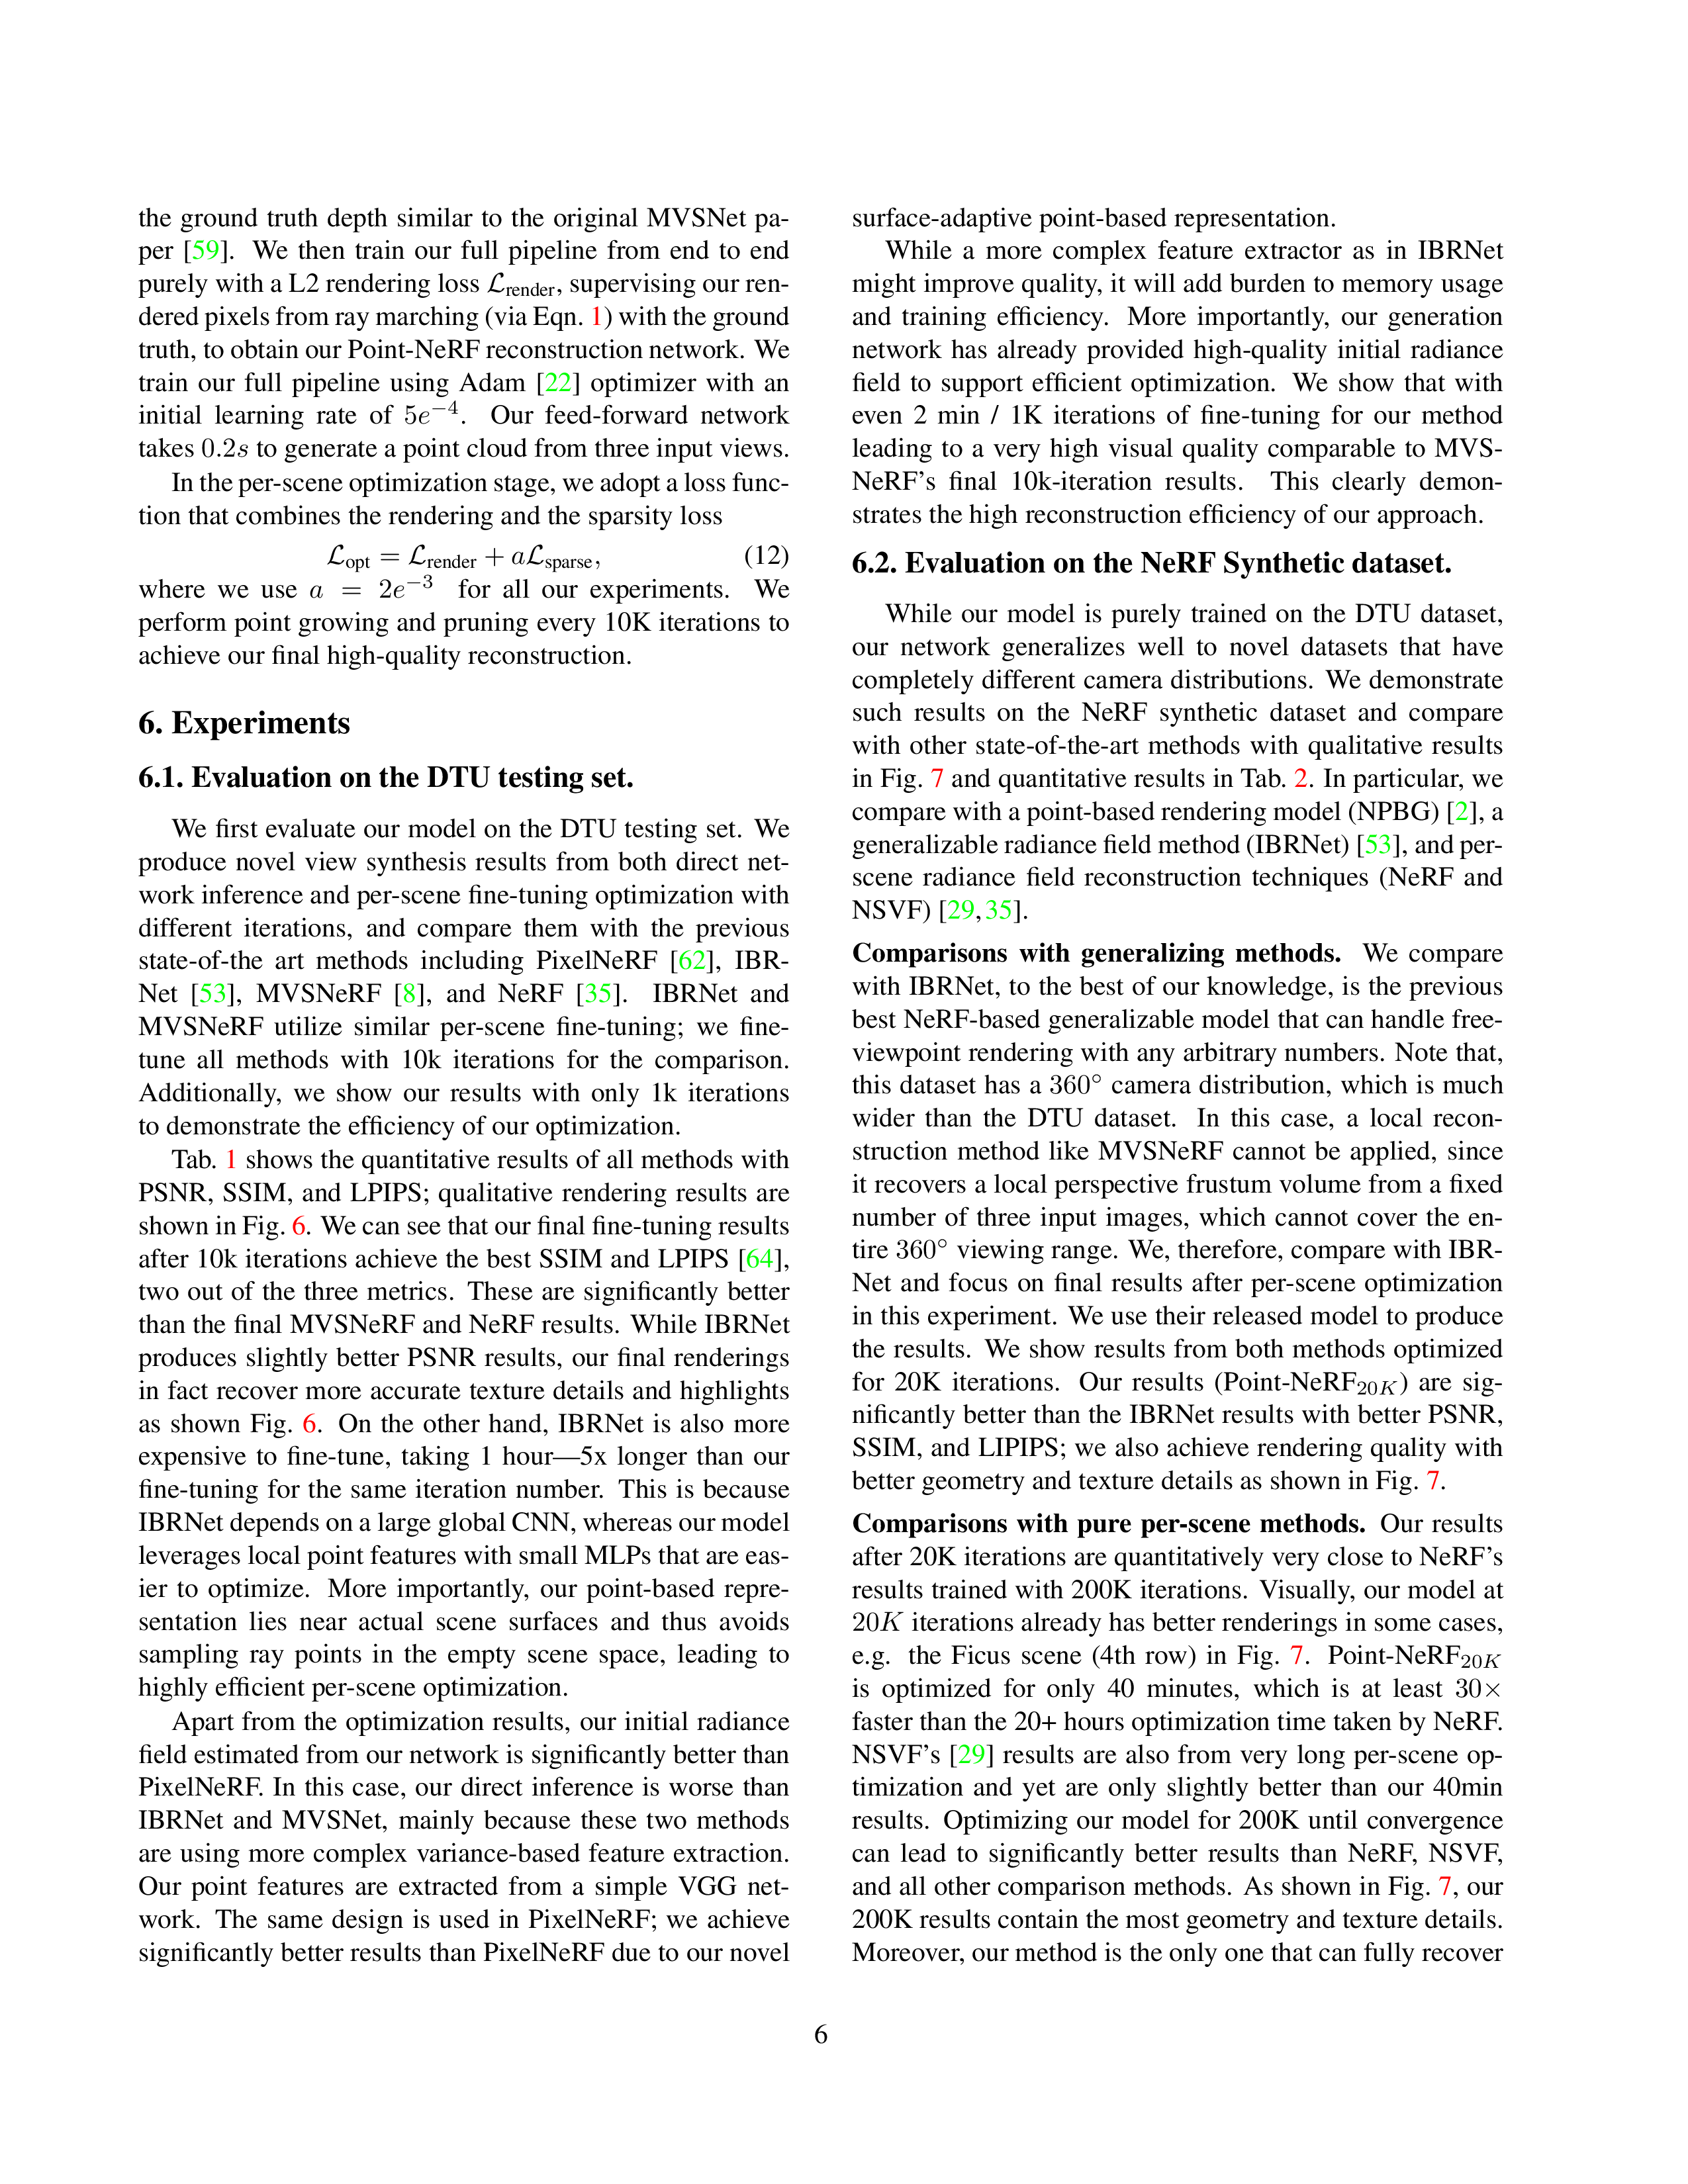 the ground truth depth similar to the original MVSNet pa-
per [59]. We then train our full pipeline from end to end
purely with a L2 rendering loss ℒrender, supervising our ren-
dered pixels from ray marching (via Eqn. 1) with the ground
truth, to obtain our Point-NeRF reconstruction network. We
train our full pipeline using Adam [22] optimizer with an
initial learning rate of 5e⁻⁴. Our feed-forward network
takes 0.2s to generate a point cloud from three input views.
In the per-scene optimization stage, we adopt a loss func-
tion that combines the rendering and the sparsity loss
ℒopt = ℒrender + aℒsparse, (12)
where we use a = 2e⁻³ for all our experiments. We
perform point growing and pruning every 10K iterations to
achieve our final high-quality reconstruction.
6. Experiments
6.1. Evaluation on the DTU testing set.
We first evaluate our model on the DTU testing set. We
produce novel view synthesis results from both direct net-
work inference and per-scene fine-tuning optimization with
different iterations, and compare them with the previous
state-of-the art methods including PixelNeRF [62], IBR-
Net [53], MVSNeRF [8], and NeRF [35]. IBRNet and
MVSNeRF utilize similar per-scene fine-tuning; we fine-
tune all methods with 10k iterations for the comparison.
Additionally, we show our results with only 1k iterations
to demonstrate the efficiency of our optimization.
Tab. 1 shows the quantitative results of all methods with
PSNR, SSIM, and LPIPS; qualitative rendering results are
shown in Fig. 6. We can see that our final fine-tuning results
after 10k iterations achieve the best SSIM and LPIPS [64],
two out of the three metrics. These are significantly better
than the final MVSNeRF and NeRF results. While IBRNet
produces slightly better PSNR results, our final renderings
in fact recover more accurate texture details and highlights
as shown Fig. 6. On the other hand, IBRNet is also more
expensive to fine-tune, taking 1 hour—5x longer than our
fine-tuning for the same iteration number. This is because
IBRNet depends on a large global CNN, whereas our model
leverages local point features with small MLPs that are eas-
ier to optimize. More importantly, our point-based repre-
sentation lies near actual scene surfaces and thus avoids
sampling ray points in the empty scene space, leading to
highly efficient per-scene optimization.
Apart from the optimization results, our initial radiance
field estimated from our network is significantly better than
PixelNeRF. In this case, our direct inference is worse than
IBRNet and MVSNet, mainly because these two methods
are using more complex variance-based feature extraction.
Our point features are extracted from a simple VGG net-
work. The same design is used in PixelNeRF; we achieve
significantly better results than PixelNeRF due to our novel
surface-adaptive point-based representation.
While a more complex feature extractor as in IBRNet
might improve quality, it will add burden to memory usage
and training efficiency. More importantly, our generation
network has already provided high-quality initial radiance
field to support efficient optimization. We show that with
even 2 min / 1K iterations of fine-tuning for our method
leading to a very high visual quality comparable to MVS-
NeRF's final 10k-iteration results. This clearly demon-
strates the high reconstruction efficiency of our approach.
6.2. Evaluation on the NeRF Synthetic dataset.
While our model is purely trained on the DTU dataset,
our network generalizes well to novel datasets that have
completely different camera distributions. We demonstrate
such results on the NeRF synthetic dataset and compare
with other state-of-the-art methods with qualitative results
in Fig. 7 and quantitative results in Tab. 2. In particular, we
compare with a point-based rendering model (NPBG) [2], a
generalizable radiance field method (IBRNet) [53], and per-
scene radiance field reconstruction techniques (NeRF and
NSVF) [29, 35].
Comparisons with generalizing methods. We compare
with IBRNet, to the best of our knowledge, is the previous
best NeRF-based generalizable model that can handle free-
viewpoint rendering with any arbitrary numbers. Note that,
this dataset has a 360° camera distribution, which is much
wider than the DTU dataset. In this case, a local recon-
struction method like MVSNeRF cannot be applied, since
it recovers a local perspective frustum volume from a fixed
number of three input images, which cannot cover the en-
tire 360° viewing range. We, therefore, compare with IBR-
Net and focus on final results after per-scene optimization
in this experiment. We use their released model to produce
the results. We show results from both methods optimized
for 20K iterations. Our results (Point-NeRF20K) are sig-
nificantly better than the IBRNet results with better PSNR,
SSIM, and LIPIPS; we also achieve rendering quality with
better geometry and texture details as shown in Fig. 7.
Comparisons with pure per-scene methods. Our results
after 20K iterations are quantitatively very close to NeRF's
results trained with 200K iterations. Visually, our model at
20K iterations already has better renderings in some cases,
e.g. the Ficus scene (4th row) in Fig. 7. Point-NeRF20K
is optimized for only 40 minutes, which is at least 30×
faster than the 20+ hours optimization time taken by NeRF.
NSVF's [29] results are also from very long per-scene op-
timization and yet are only slightly better than our 40min
results. Optimizing our model for 200K until convergence
can lead to significantly better results than NeRF, NSVF,
and all other comparison methods. As shown in Fig. 7, our
200K results contain the most geometry and texture details.
Moreover, our method is the only one that can fully recover
6